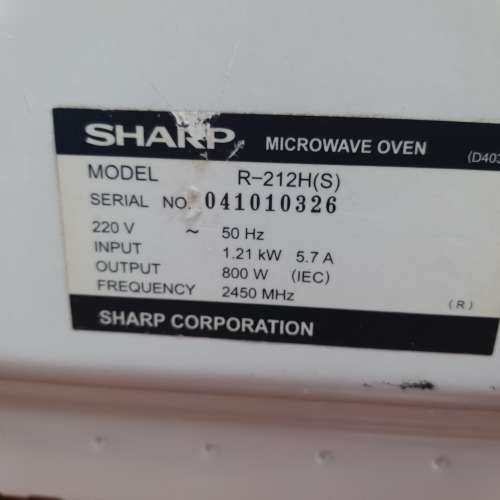 SHARP MICROWAVE OVEN (D403
MODEL R-212H(S)
SERIAL NO. 041010326
220 V ~ 50 Hz
INPUT 1.21 kW 5.7 A
OUTPUT 800 W (IEC)
FREQUENCY 2450 MHz
(R)
SHARP CORPORATION